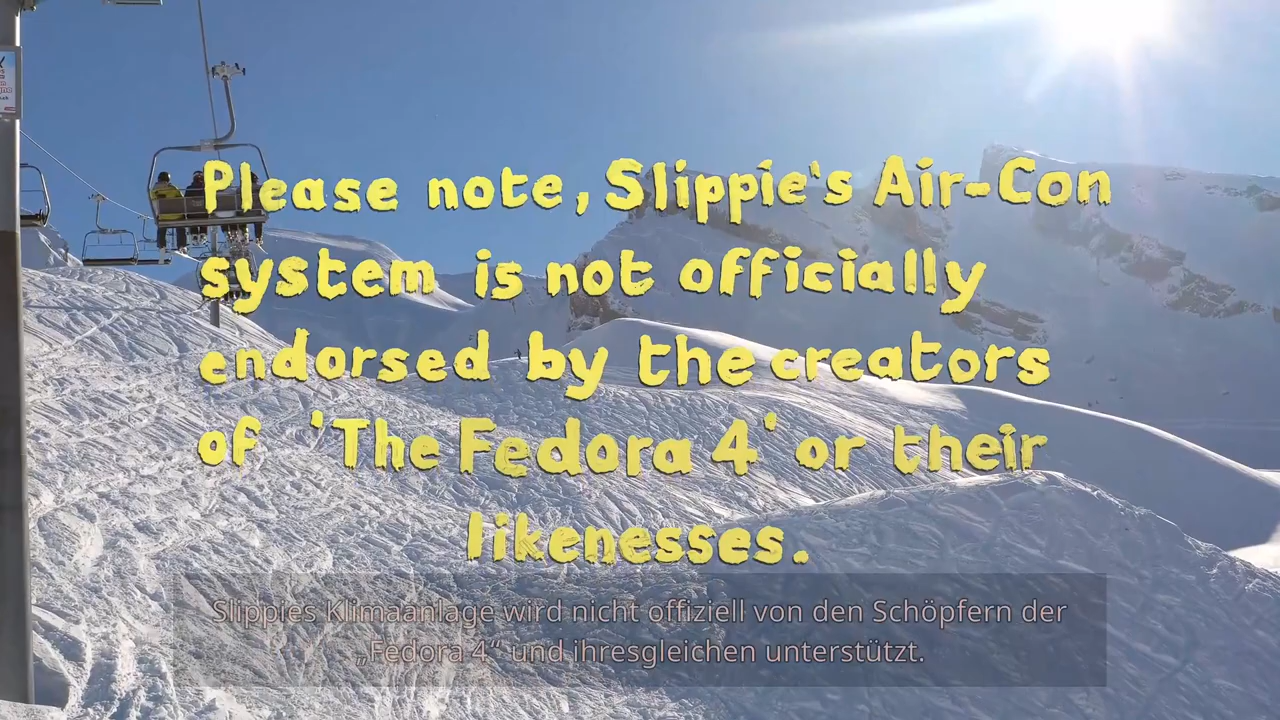 Please note, Slippie's Air-Con
system is not officially
endorsed by the creators
of 'The Fedora 4' or their
likenesses.
Slippies Klimaanlage wird nicht offiziell von den Schöpfern der
„Fedora 4“ und ihresgleichen unterstützt.